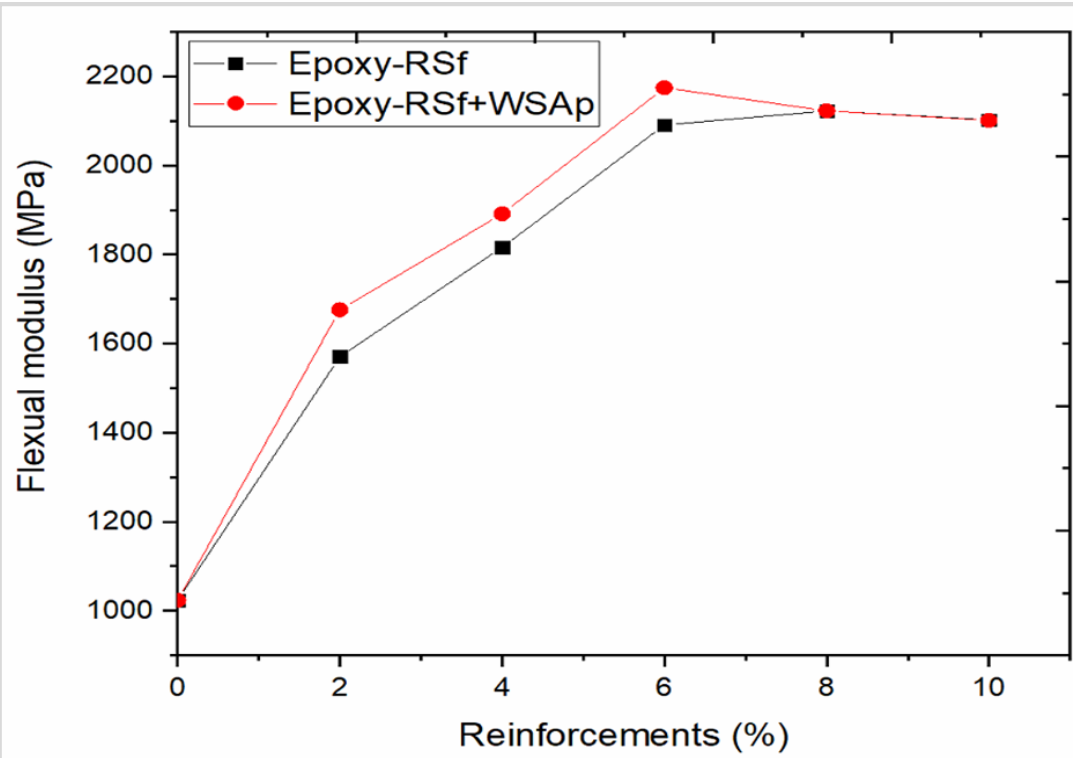 Epoxy-RSf
Epoxy-RSf+WSAp
2200
2000
1800
1600
1400
1200
1000
Flexual modulus (MPa)
0 2 4 6 8 10
Reinforcements (%)